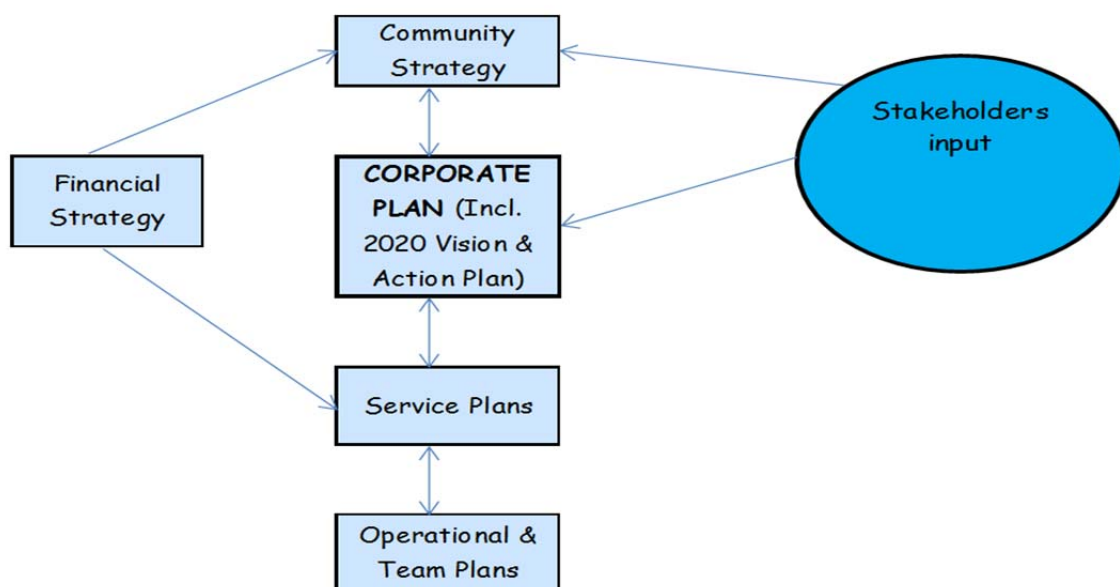 Community
Strategy
Stakeholders
input
Financial
Strategy
CORPORATE
PLAN (Incl.
2020 Vision &
Action Plan)
Service Plans
Operational &
Team Plans